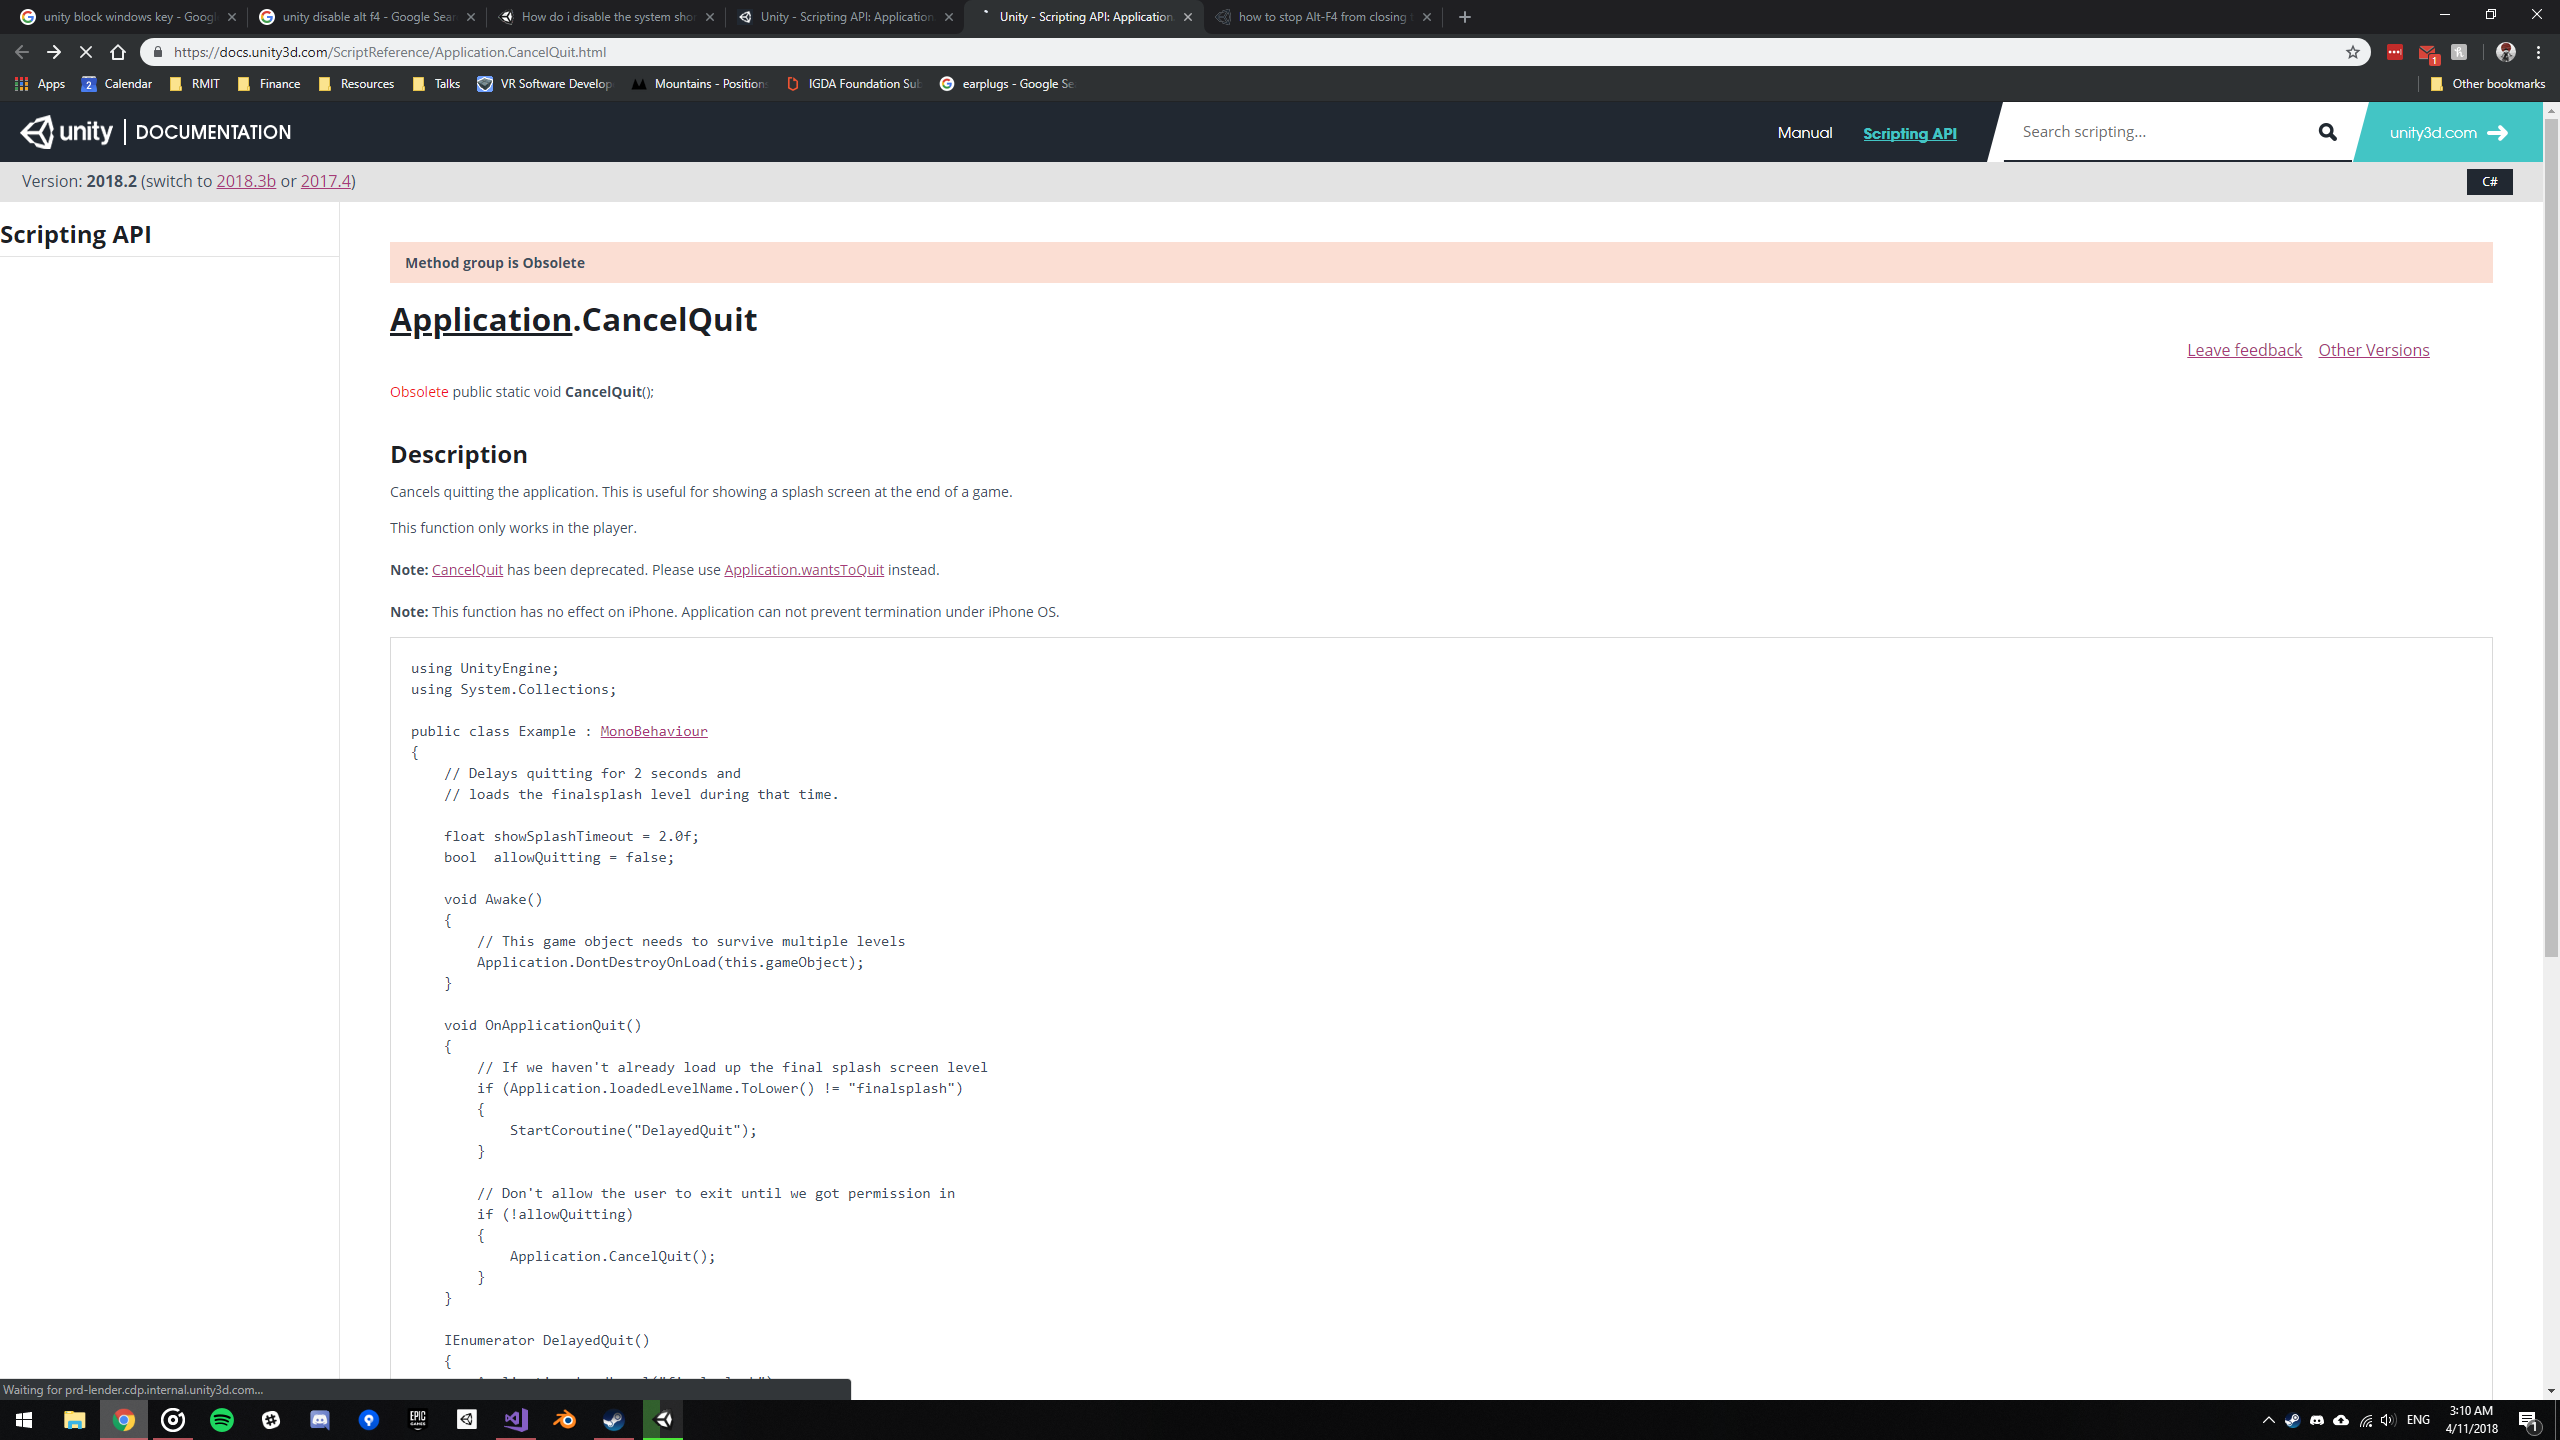 unity block windows key - Googl
unity disable alt f4 - Google Sear
How do i disable the system sho
Unity - Scripting API: Application.
Unity - Scripting API: Application.
how to stop Alt-F4 from closing t
https://docs.unity3d.com/ScriptReference/Application.CancelQuit.html
1
Apps
2
Calendar
RMIT
Finance
Resources
Talks
VR Software Develop
Mountains - Positions
IGDA Foundation Sub
earplugs - Google Se
Other bookmarks
unity | DOCUMENTATION
Manual
Scripting API
Search scripting...
unity3d.com
Version: 2018.2 (switch to 2018.3b or 2017.4)
C#
Scripting API
Method group is Obsolete
Application.CancelQuit
Leave feedback
Other Versions
Obsolete public static void CancelQuit();
Description
Cancels quitting the application. This is useful for showing a splash screen at the end of a game.
This function only works in the player.
Note: CancelQuit has been deprecated. Please use Application.wantsToQuit instead.
Note: This function has no effect on iPhone. Application can not prevent termination under iPhone OS.
using UnityEngine;
using System.Collections;
public class Example : MonoBehaviour
{
// Delays quitting for 2 seconds and
// loads the finalsplash level during that time.
float showSplashTimeout = 2.0f;
bool  allowQuitting = false;
void Awake()
{
// This game object needs to survive multiple levels
Application.DontDestroyOnLoad(this.gameObject);
}
void OnApplicationQuit()
{
// If we haven't already load up the final splash screen level
if (Application.loadedLevelName.ToLower() != "finalsplash")
{
StartCoroutine("DelayedQuit");
}
// Don't allow the user to exit until we got permission in
if (!allowQuitting)
{
Application.CancelQuit();
}
}
IEnumerator DelayedQuit()
{
Waiting for prd-lender.cdp.internal.unity3d.com...
EPIC GAMES
ENG
3:10 AM
4/11/2018
1